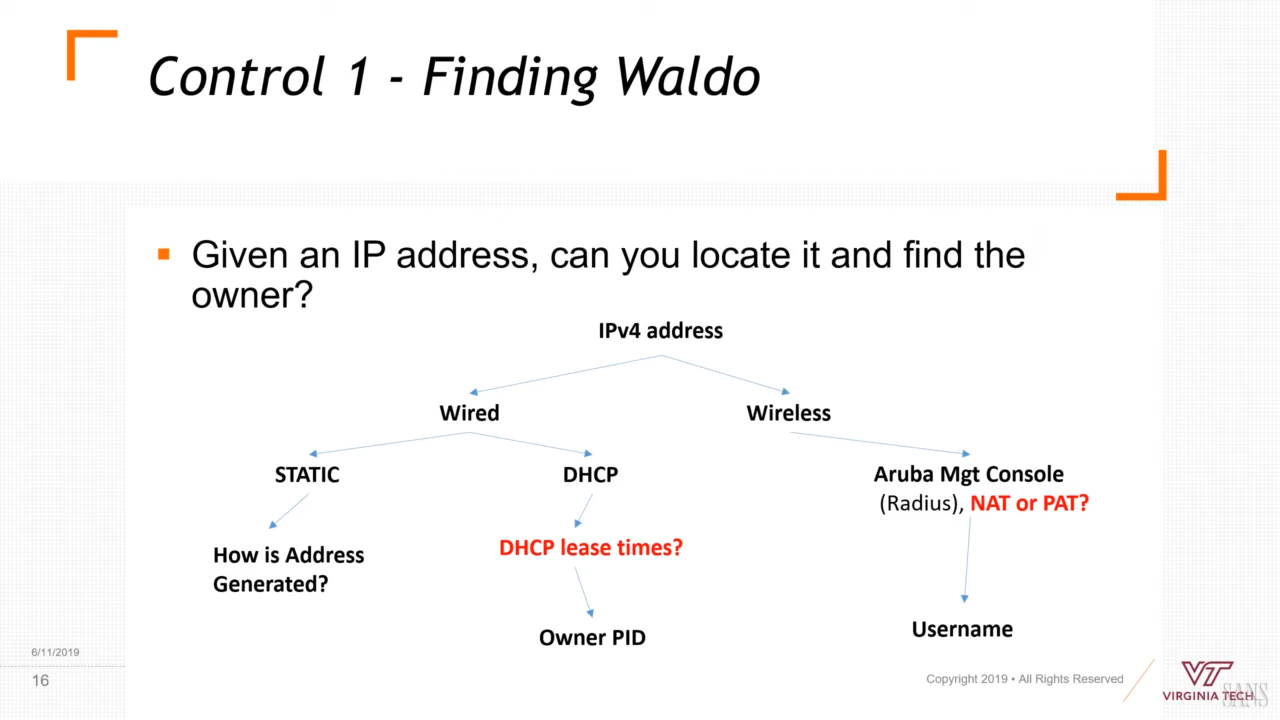 Control 1 - Finding Waldo
Given an IP address, can you locate it and find the
owner?
IPv4 address
Wired
Wireless
STATIC
DHCP
Aruba Mgt Console
(Radius), NAT or PAT?
How is Address
Generated?
DHCP lease times?
Owner PID
Username
6/11/2019
16
Copyright 2019 • All Rights Reserved
VT
VIRGINIA TECH
SANS